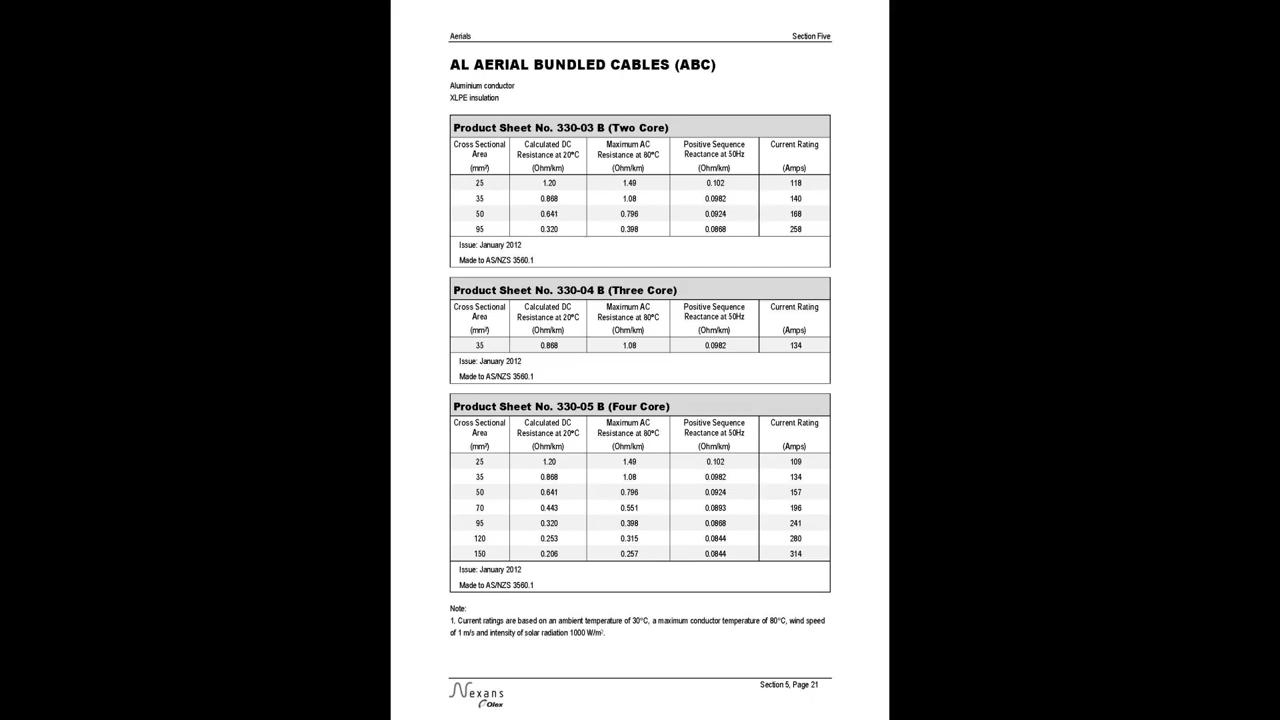 Aerials Section Five
AL AERIAL BUNDLED CABLES (ABC)
Aluminium conductor
XLPE insulation
Product Sheet No. 330-03 B (Two Core)
Cross Sectional Calculated DC Maximum AC Positive Sequence Current Rating
Area Resistance at 20°C Resistance at 80°C Reactance at 50Hz
(mm²) (Ohm/km) (Ohm/km) (Ohm/km) (Amps)
25 1.20 1.49 0.102 118
35 0.868 1.08 0.0982 140
50 0.641 0.796 0.0924 168
95 0.320 0.398 0.0868 258
Issue: January 2012
Made to AS/NZS 3560.1
Product Sheet No. 330-04 B (Three Core)
Cross Sectional Calculated DC Maximum AC Positive Sequence Current Rating
Area Resistance at 20°C Resistance at 80°C Reactance at 50Hz
(mm²) (Ohm/km) (Ohm/km) (Ohm/km) (Amps)
35 0.868 1.08 0.0982 134
Issue: January 2012
Made to AS/NZS 3560.1
Product Sheet No. 330-05 B (Four Core)
Cross Sectional Calculated DC Maximum AC Positive Sequence Current Rating
Area Resistance at 20°C Resistance at 80°C Reactance at 50Hz
(mm²) (Ohm/km) (Ohm/km) (Ohm/km) (Amps)
25 1.20 1.49 0.102 109
35 0.868 1.08 0.0982 134
50 0.641 0.796 0.0924 157
70 0.443 0.551 0.0893 196
95 0.320 0.398 0.0868 241
120 0.253 0.315 0.0844 280
150 0.206 0.257 0.0844 314
Issue: January 2012
Made to AS/NZS 3560.1
Note:
1. Current ratings are based on an ambient temperature of 30°C, a maximum conductor temperature of 80°C, wind speed
of 1 m/s and intensity of solar radiation 1000 W/m².
Section 5, Page 21
Nexans
Olex